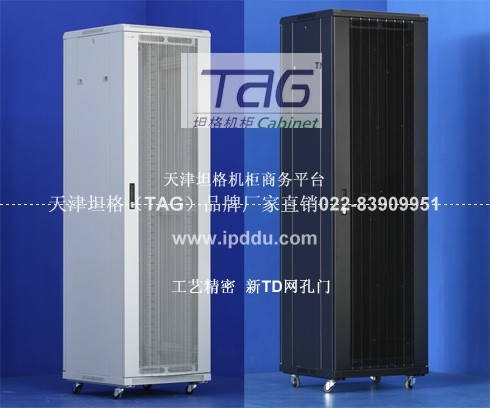 TAG TM
坦格机柜 Cabinet
天津坦格机柜商务平台
天津坦格（TAG）品牌厂家直销022-83909951
www.ipddu.com
工艺精密 新TD网孔门